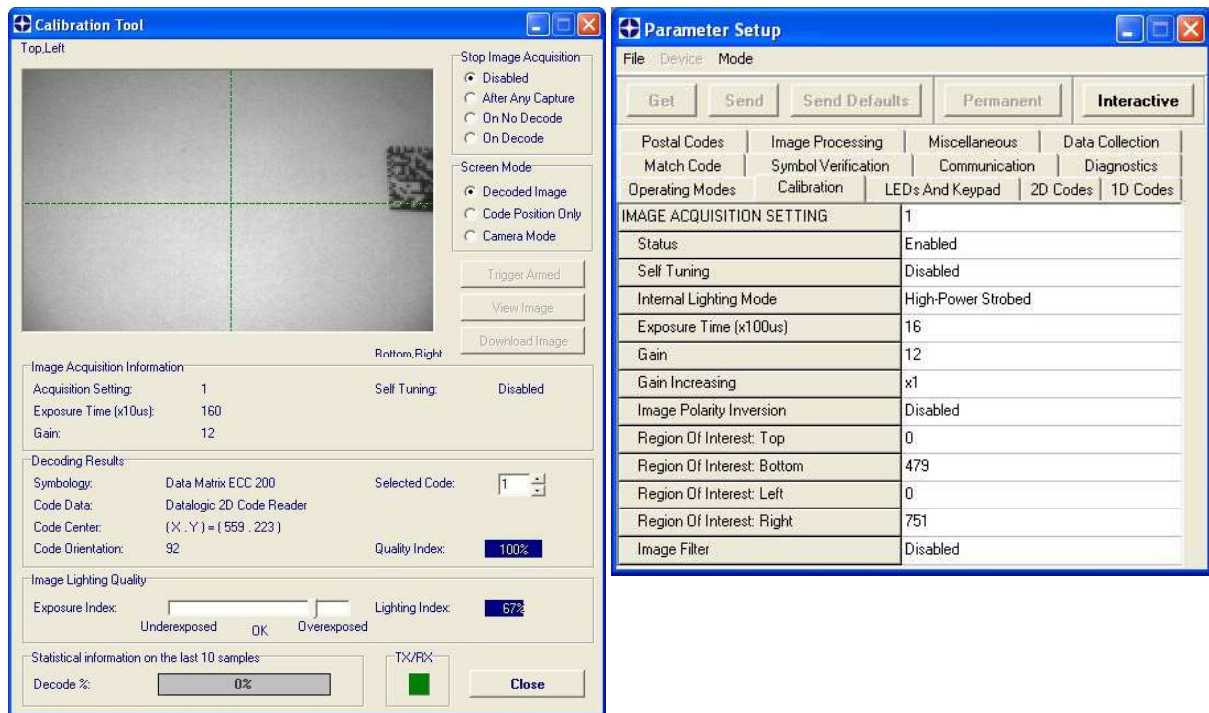 Calibration Tool
Top,Left
Stop Image Acquisition
Disabled
After Any Capture
On No Decode
On Decode
Screen Mode
Decoded Image
Code Position Only
Camera Mode
Trigger Armed
View Image
Download Image
Bottom,Right
Image Acquisition Information
Acquisition Setting: 1 Self Tuning: Disabled
Exposure Time (x10us): 160
Gain: 12
Decoding Results
Symbology: Data Matrix ECC 200 Selected Code: 1
Code Data: Datalogic 2D Code Reader
Code Center: ( X . Y ) = ( 559 . 223 )
Code Orientation: 92 Quality Index: 100%
Image Lighting Quality
Exposure Index: Lighting Index: 67%
Underexposed OK Overexposed
Statistical information on the last 10 samples TX/RX
Decode %: 0% Close
Parameter Setup
File Device Mode
Get Send Send Defaults Permanent Interactive
Postal Codes Image Processing Miscellaneous Data Collection
Match Code Symbol Verification Communication Diagnostics
Operating Modes Calibration LEDs And Keypad 2D Codes 1D Codes
IMAGE ACQUISITION SETTING 1
Status Enabled
Self Tuning Disabled
Internal Lighting Mode High-Power Strobed
Exposure Time (x100us) 16
Gain 12
Gain Increasing x1
Image Polarity Inversion Disabled
Region Of Interest: Top 0
Region Of Interest: Bottom 479
Region Of Interest: Left 0
Region Of Interest: Right 751
Image Filter Disabled